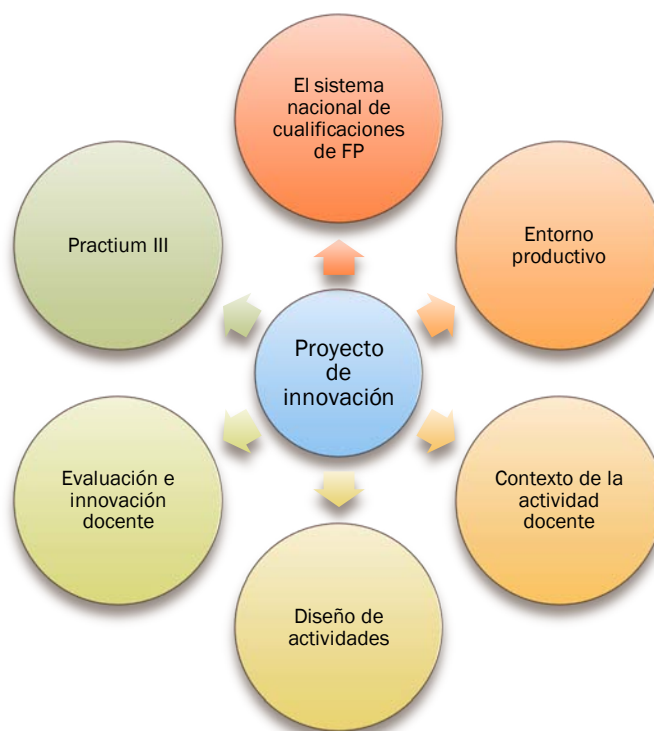 El sistema
nacional de
cualificaciones
de FP
Entorno
productivo
Contexto de la
actividad
docente
Diseño de
actividades
Evaluación e
innovación
docente
Practium III
Proyecto
de
innovación